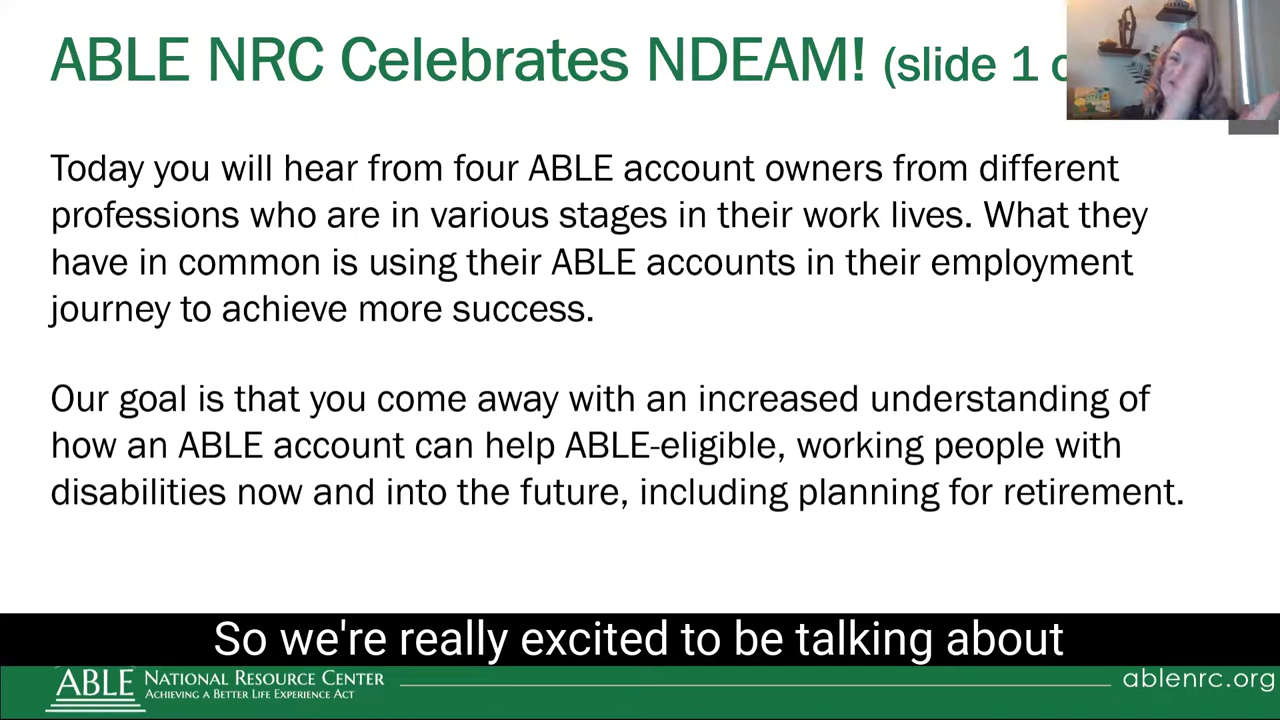 ABLE NRC Celebrates NDEAM! (slide 1
Today you will hear from four ABLE account owners from different
professions who are in various stages in their work lives. What they
have in common is using their ABLE accounts in their employment
journey to achieve more success.
Our goal is that you come away with an increased understanding of
how an ABLE account can help ABLE-eligible, working people with
disabilities now and into the future, including planning for retirement.
So we're really excited to be talking about
ABLE NATIONAL RESOURCE CENTER
ACHIEVING A BETTER LIFE EXPERIENCE ACT
ablenrc.org